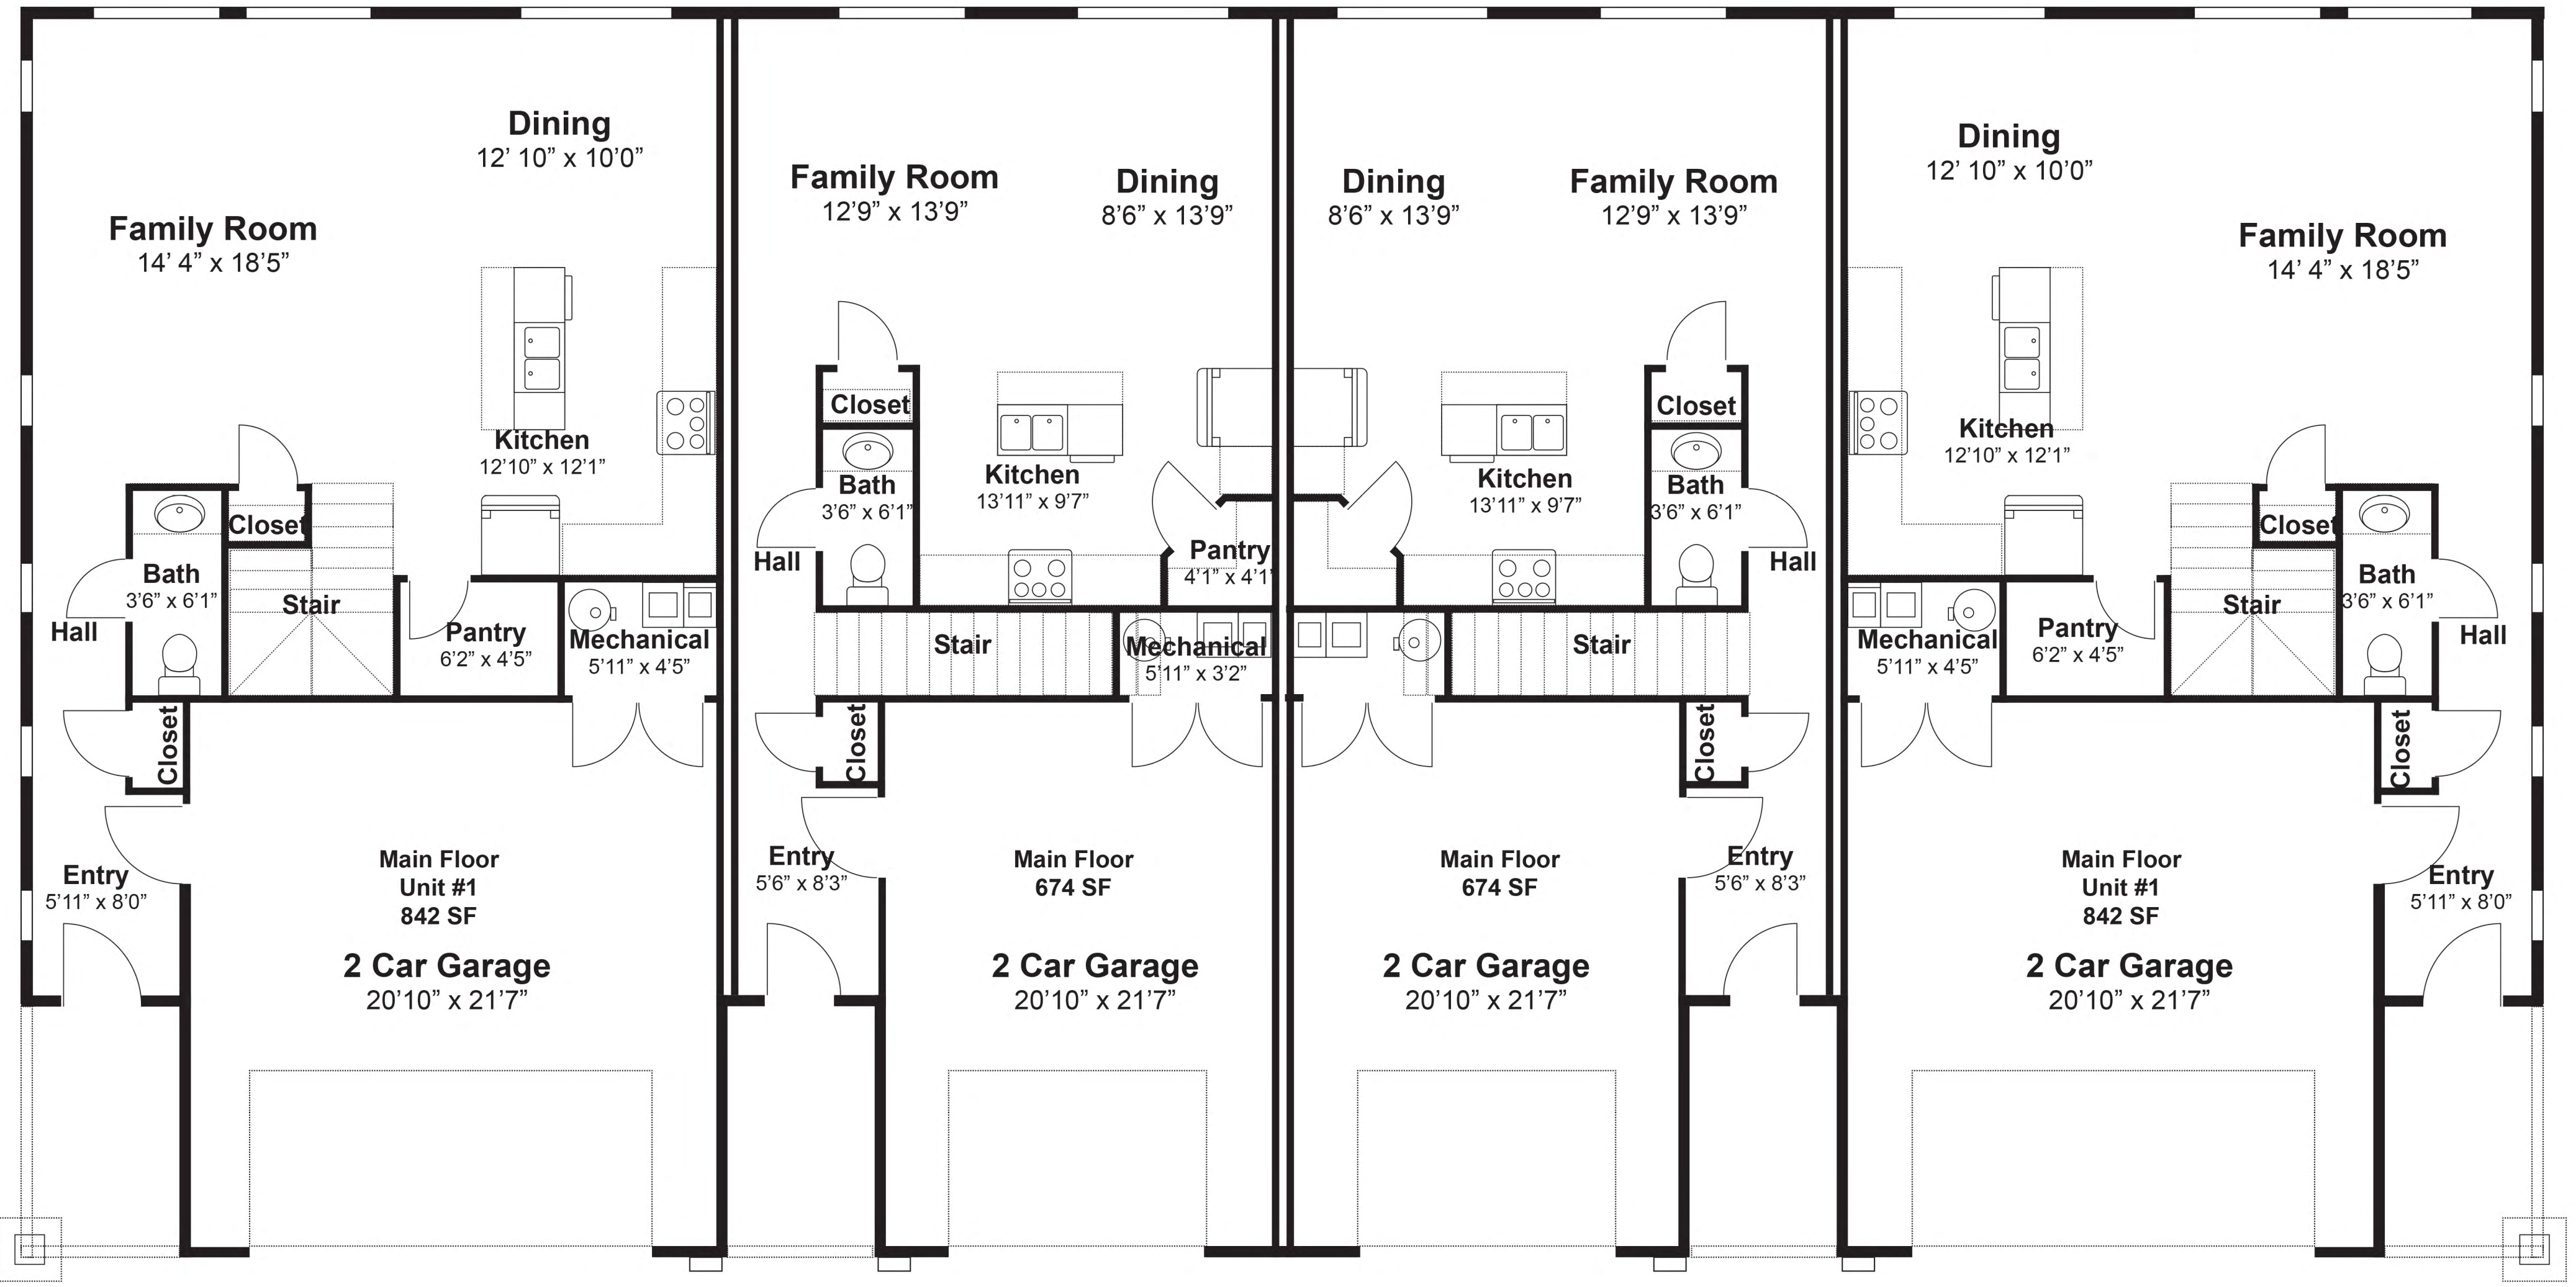 Dining
12’ 10” x 10’0”
Family Room
14’ 4” x 18’5”
Kitchen
12’10” x 12’1”
Closet
Bath
3’6” x 6’1”
Stair
Hall
Pantry
6’2” x 4’5”
Mechanical
5’11” x 4’5”
Closet
Entry
5’11” x 8’0”
Main Floor
Unit #1
842 SF
2 Car Garage
20’10” x 21’7”
Family Room
12’9” x 13’9”
Dining
8’6” x 13’9”
Closet
Kitchen
13’11” x 9’7”
Bath
3’6” x 6’1”
Hall
Pantry
4’1” x 4’1”
Stair
Mechanical
5’11” x 3’2”
Closet
Entry
5’6” x 8’3”
Main Floor
674 SF
2 Car Garage
20’10” x 21’7”
Dining
8’6” x 13’9”
Family Room
12’9” x 13’9”
Closet
Kitchen
13’11” x 9’7”
Bath
3’6” x 6’1”
Hall
Stair
Closet
Main Floor
674 SF
Entry
5’6” x 8’3”
2 Car Garage
20’10” x 21’7”
Dining
12’ 10” x 10’0”
Family Room
14’ 4” x 18’5”
Kitchen
12’10” x 12’1”
Closet
Bath
3’6” x 6’1”
Stair
Hall
Mechanical
5’11” x 4’5”
Pantry
6’2” x 4’5”
Closet
Main Floor
Unit #1
842 SF
Entry
5’11” x 8’0”
2 Car Garage
20’10” x 21’7”